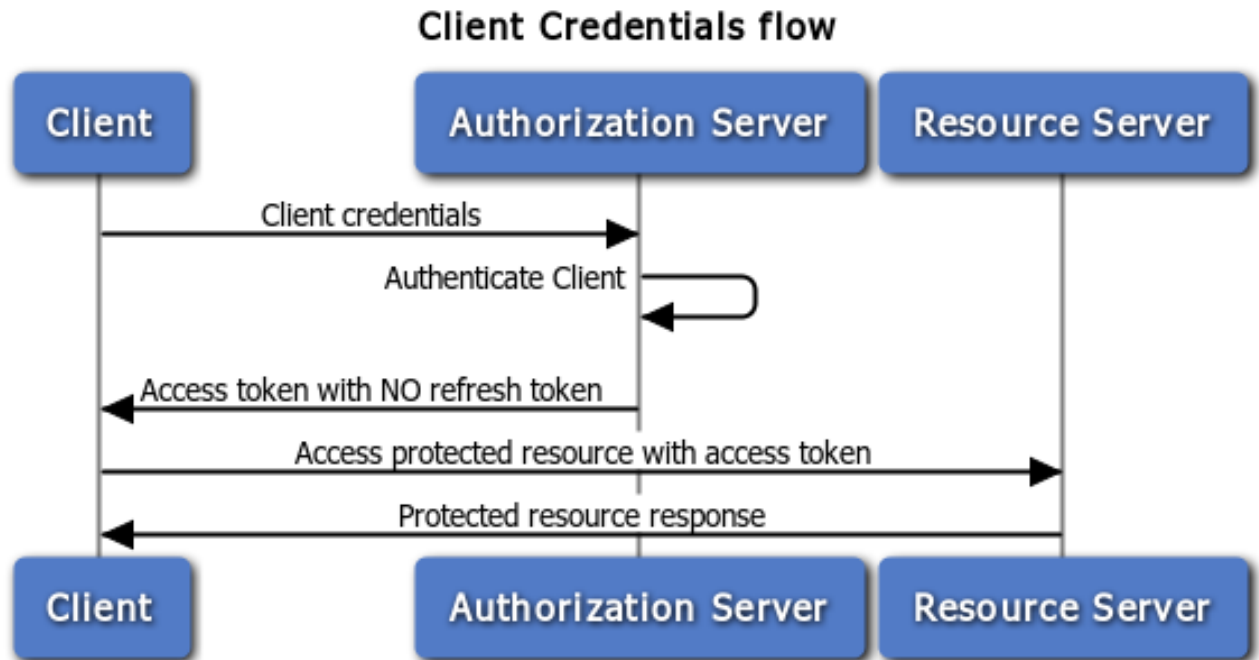 Client Credentials flow
Client Authorization Server Resource Server
Client credentials
Authenticate Client
Access token with NO refresh token
Access protected resource with access token
Protected resource response
Client Authorization Server Resource Server